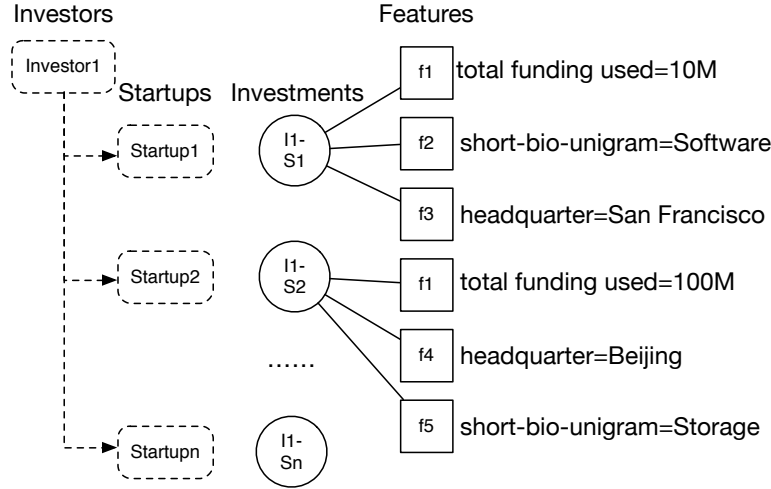 Investors
Features
Investor1
f1
total funding used=10M
Startups
Investments
Startup1
I1-
S1
f2
short-bio-unigram=Software
f3
headquarter=San Francisco
Startup2
I1-
S2
f1
total funding used=100M
f4
headquarter=Beijing
......
f5
short-bio-unigram=Storage
Startupn
I1-
Sn